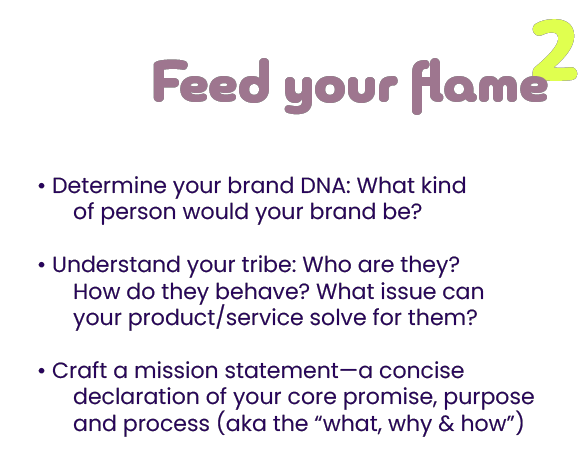 2
Feed your flame
• Determine your brand DNA: What kind
of person would your brand be?
• Understand your tribe: Who are they?
How do they behave? What issue can
your product/service solve for them?
• Craft a mission statement—a concise
declaration of your core promise, purpose
and process (aka the “what, why & how”)